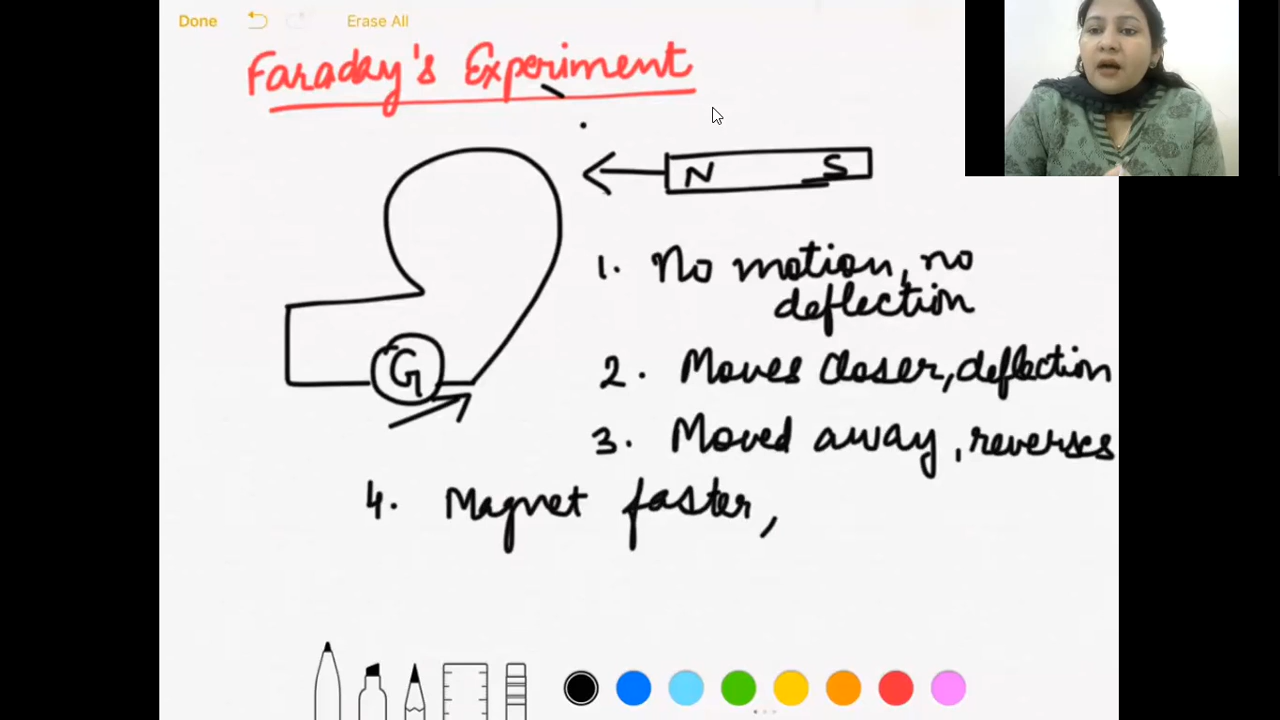 Done
Erase All
Faraday's Experiment
N S
1. No motion, no
deflection
2. Moves closer, deflection
G
3. Moved away, reverses
4. Magnet faster,